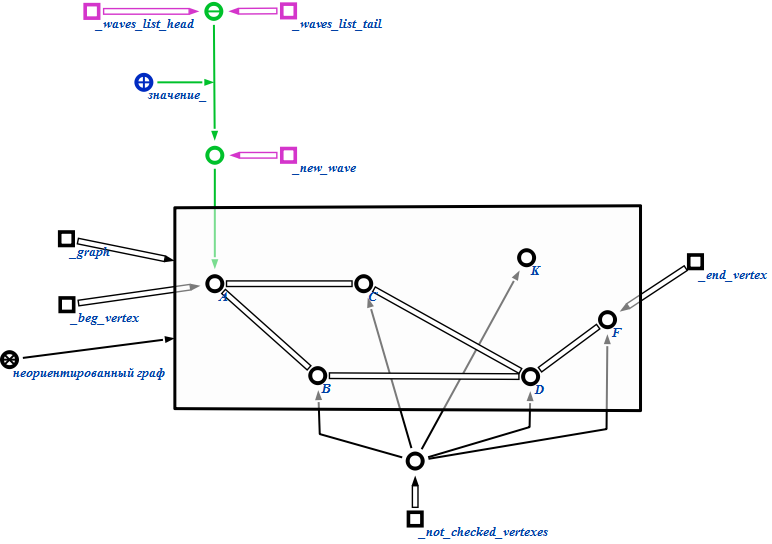 _waves_list_head
_waves_list_tail
значение_
_new_wave
_graph
_beg_vertex
неориентированный граф
A
C
K
_end_vertex
F
B
D
_not_checked_vertexes